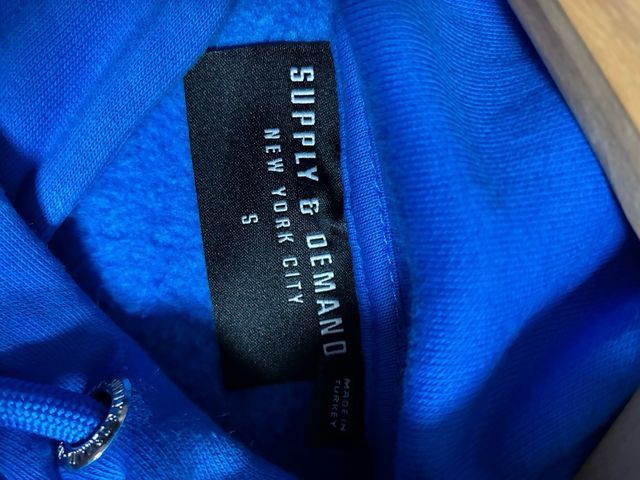 SUPPLY & DEMAND
NEW YORK CITY
S
MADE IN
TURKEY